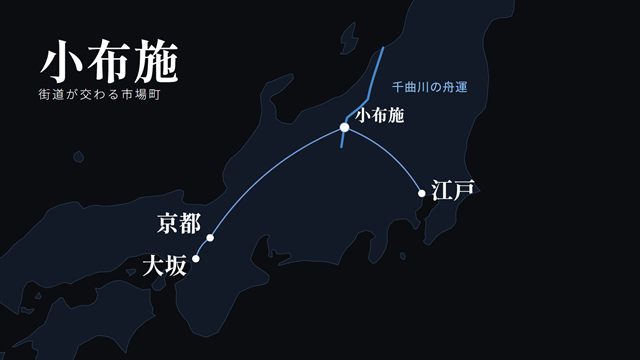 小布施
街道が交わる市場町
千曲川の舟運
小布施
江戸
京都
大坂